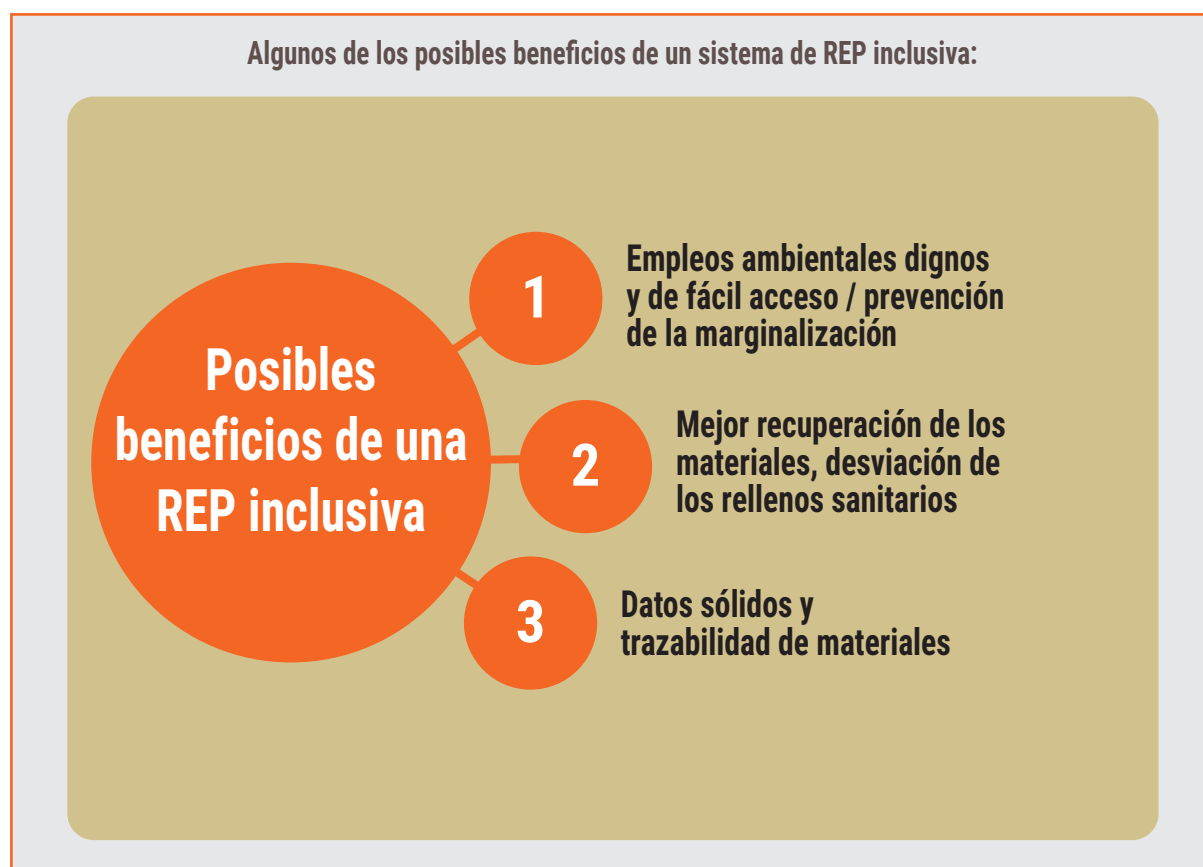 Algunos de los posibles beneficios de un sistema de REP inclusiva:
Posibles
beneficios de una
REP inclusiva
1
Empleos ambientales dignos
y de fácil acceso / prevención
de la marginalización
2
Mejor recuperación de los
materiales, desviación de
los rellenos sanitarios
3
Datos sólidos y
trazabilidad de materiales